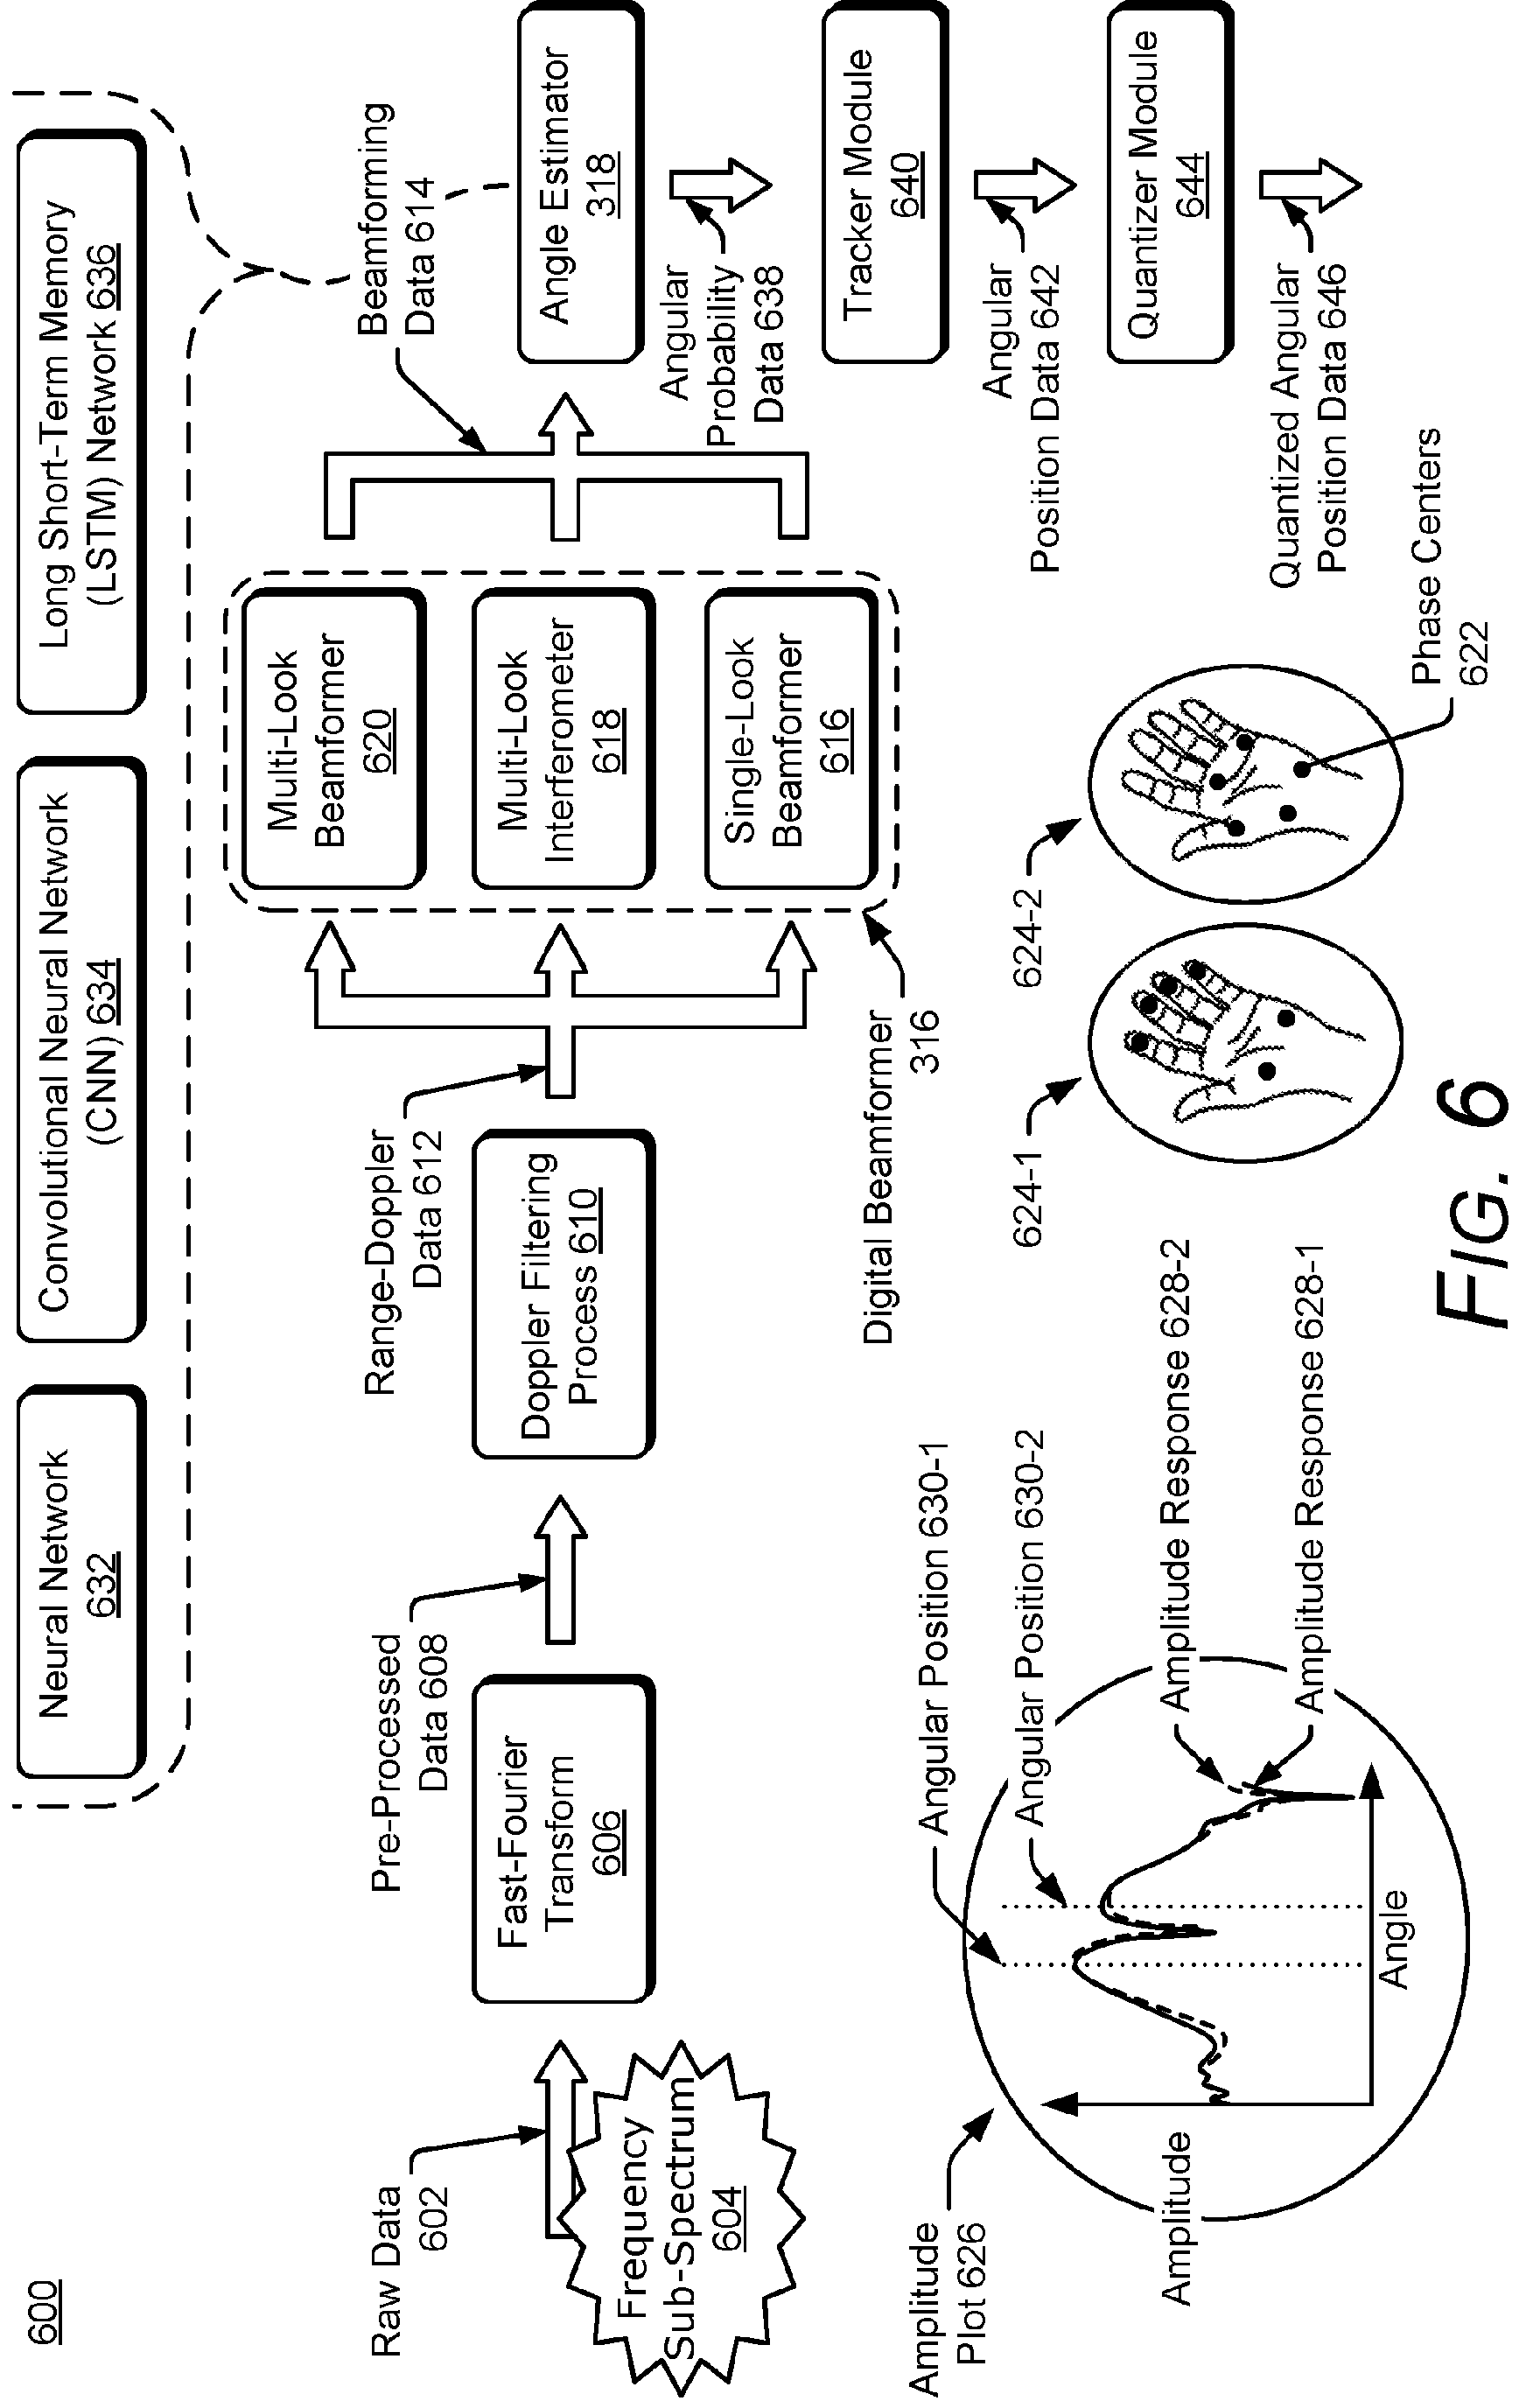 600
Neural Network
632
Convolutional Neural Network
(CNN) 634
Long Short-Term Memory
(LSTM) Network 636
Raw Data
602
Frequency
Sub-Spectrum
604
Fast-Fourier
Transform
606
Pre-Processed
Data 608
Doppler Filtering
Process 610
Range-Doppler
Data 612
Multi-Look
Beamformer
620
Multi-Look
Interferometer
618
Single-Look
Beamformer
616
Digital Beamformer
316
Beamforming
Data 614
Angle Estimator
318
Angular
Probability
Data 638
Tracker Module
640
Angular
Position Data 642
Quantizer Module
644
Quantized Angular
Position Data 646
Amplitude
Plot 626
Amplitude
Angle
Angular Position 630-1
Angular Position 630-2
Amplitude Response 628-2
Amplitude Response 628-1
624-1
624-2
Phase Centers
622
FIG. 6